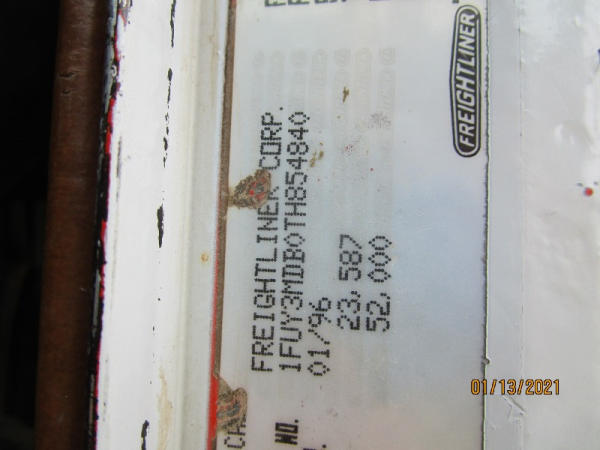 FREIGHTLINER
FREIGHTLINER CORP.
1FUY3MDB0TH854840
01/96
23,587
52,000
NO.
01/13/2021